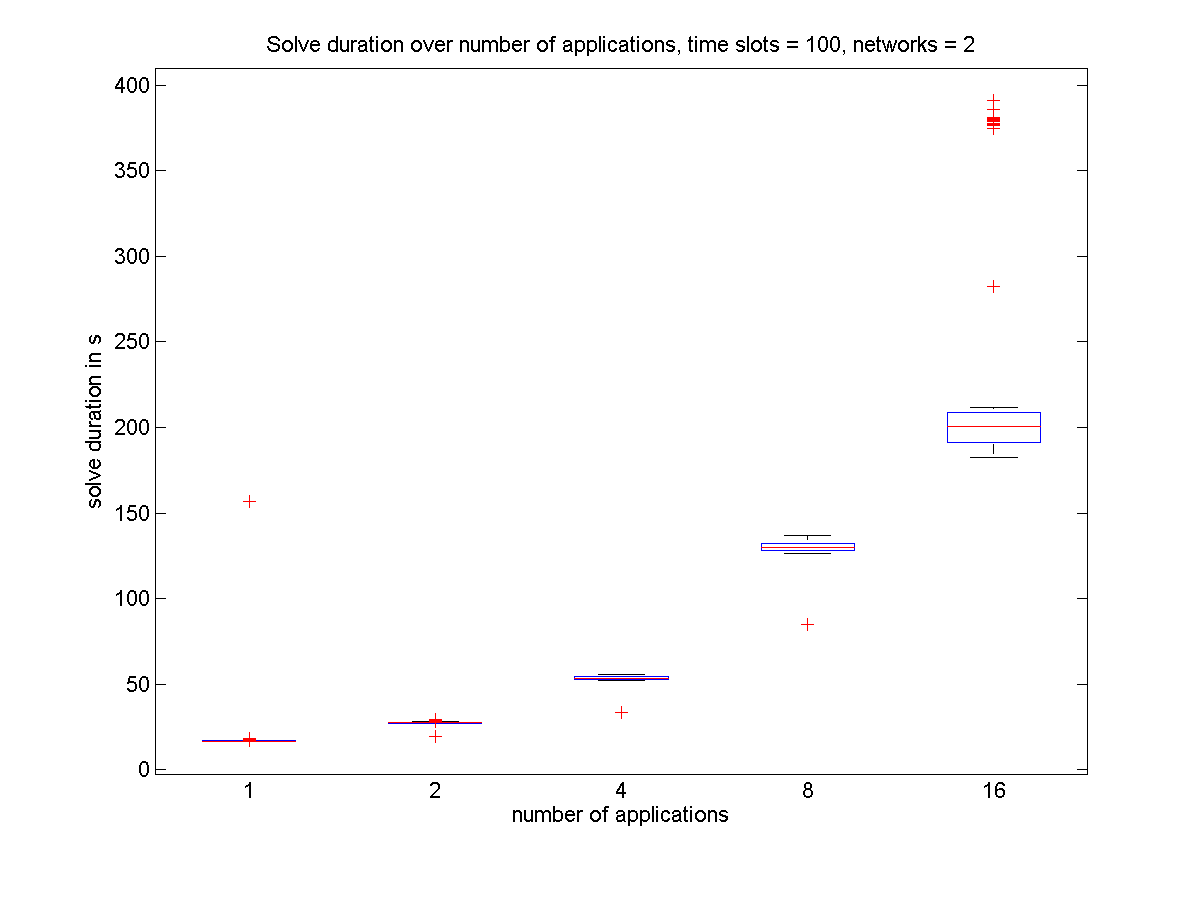 Solve duration over number of applications, time slots = 100, networks = 2
400
350
300
250
200
150
100
50
0
solve duration in s
1 2 4 8 16
number of applications